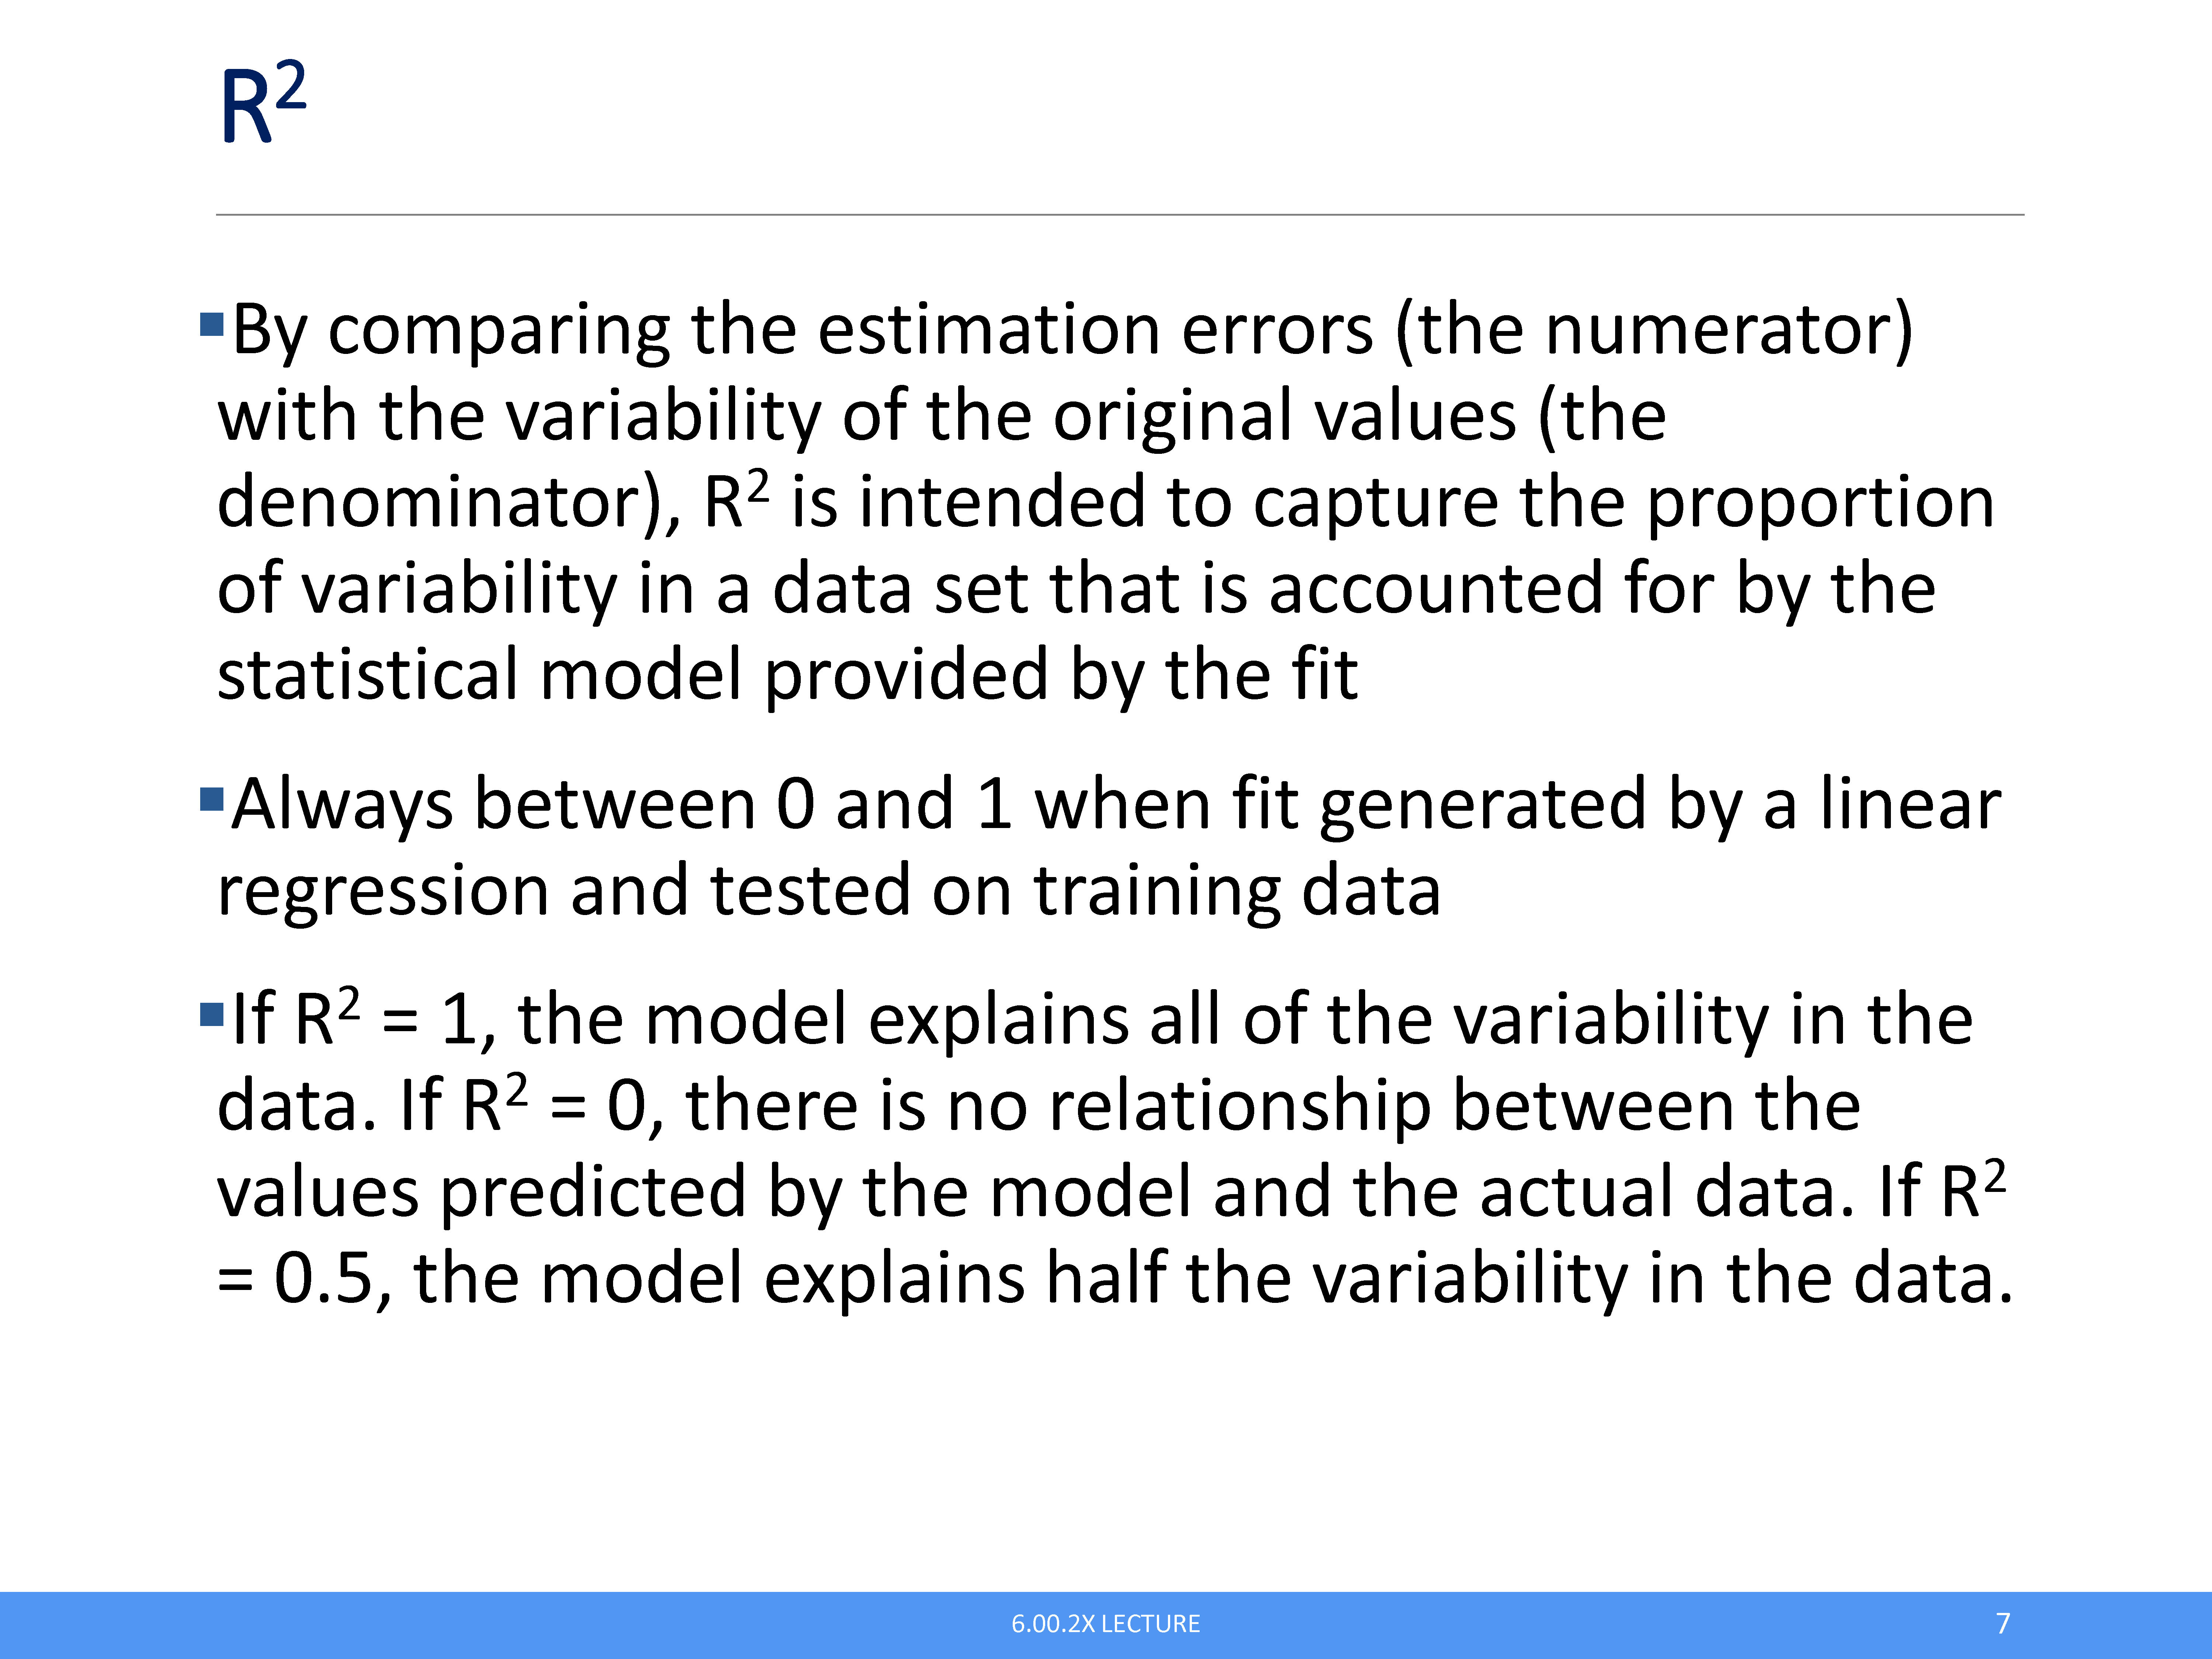 R²
▪By comparing the estimation errors (the numerator)
with the variability of the original values (the
denominator), R² is intended to capture the proportion
of variability in a data set that is accounted for by the
statistical model provided by the fit
▪Always between 0 and 1 when fit generated by a linear
regression and tested on training data
▪If R² = 1, the model explains all of the variability in the
data. If R² = 0, there is no relationship between the
values predicted by the model and the actual data. If R²
= 0.5, the model explains half the variability in the data.
6.00.2X LECTURE
7